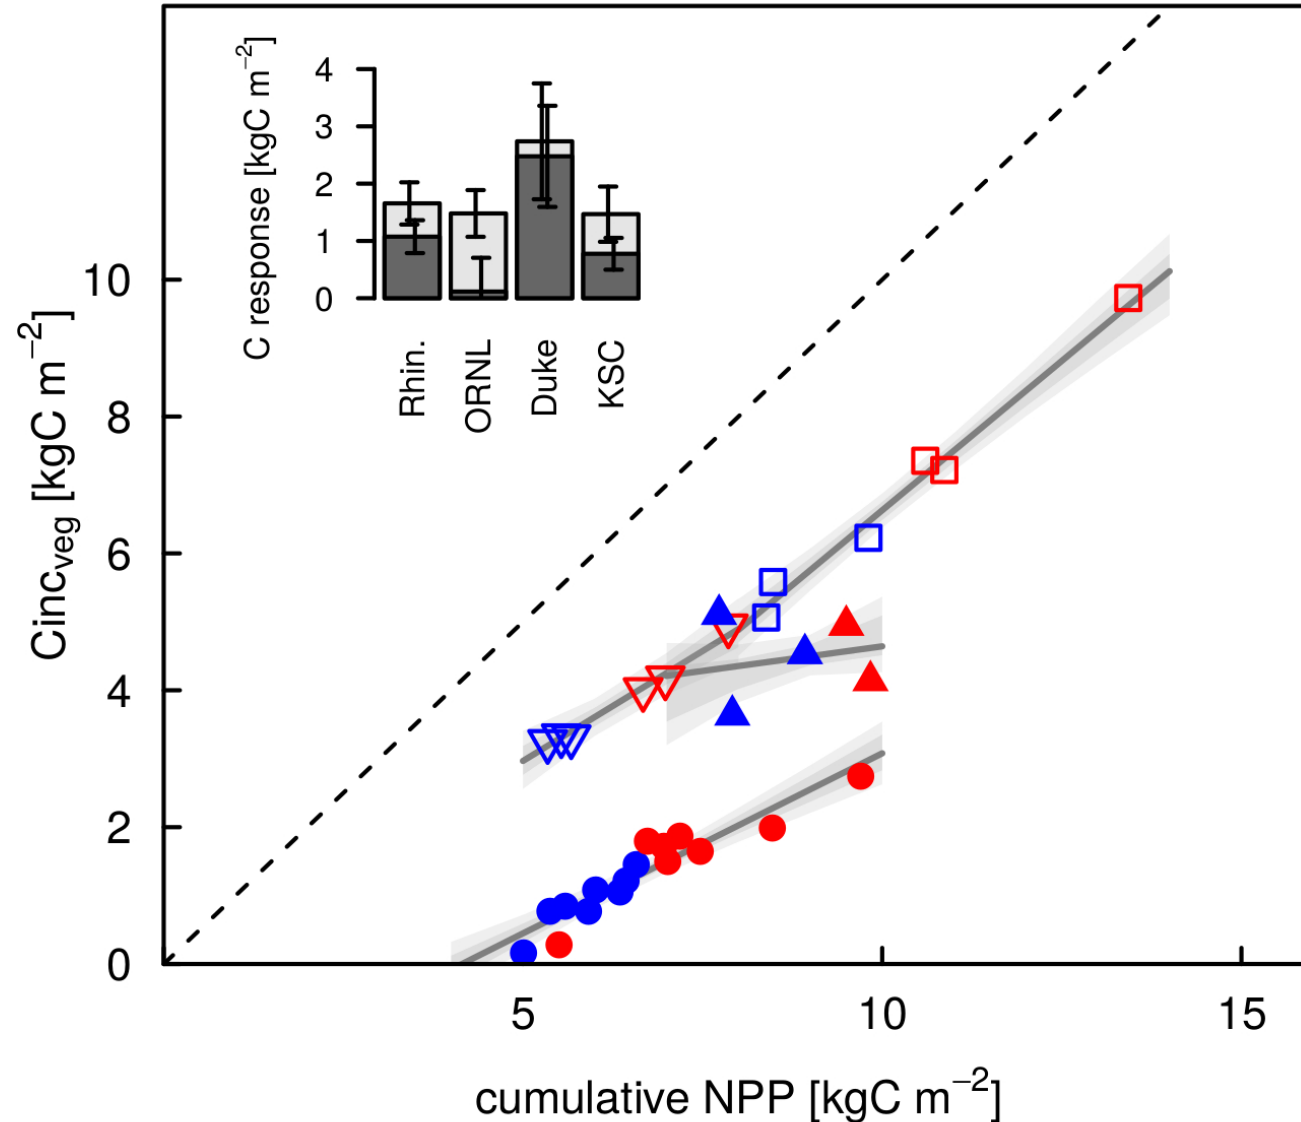 C response [kgC m⁻²]
4
3
2
1
0
Rhin.
ORNL
Duke
KSC
Cincveg [kgC m⁻²]
10
8
6
4
2
0
5 10 15
cumulative NPP [kgC m⁻²]